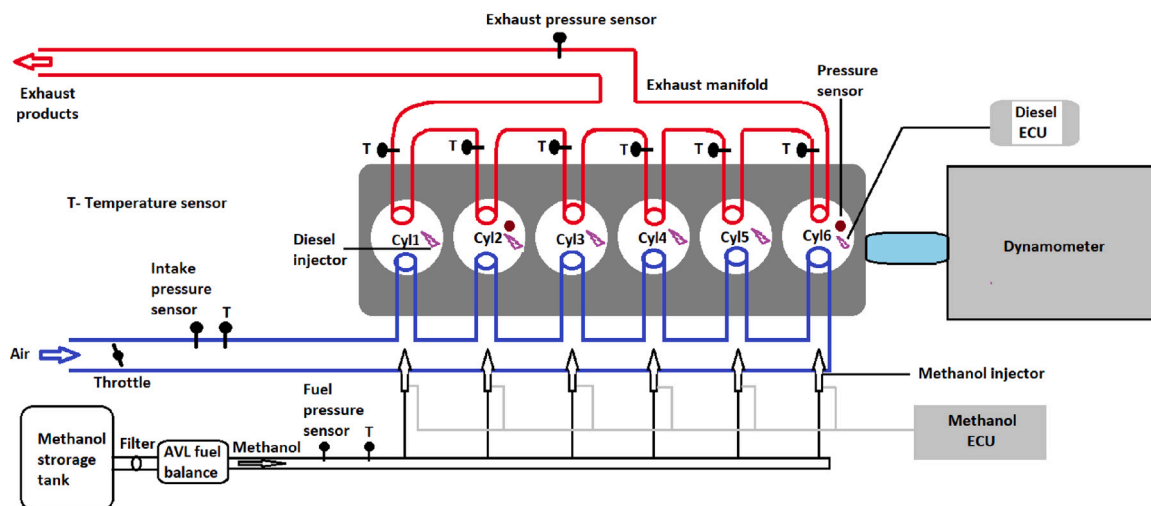 Exhaust pressure sensor
Exhaust
products
Exhaust manifold
Pressure
sensor
Diesel
ECU
T
T
T
T
T
T- Temperature sensor
Diesel
injector
Cyl1
Cyl2
Cyl3
Cyl4
Cyl5
Cyl6
Dynamometer
Intake
pressure
sensor
T
Air
Throttle
Methanol injector
Fuel
pressure
sensor
T
Methanol
ECU
Methanol
strorage
tank
Filter
AVL fuel
balance
Methanol